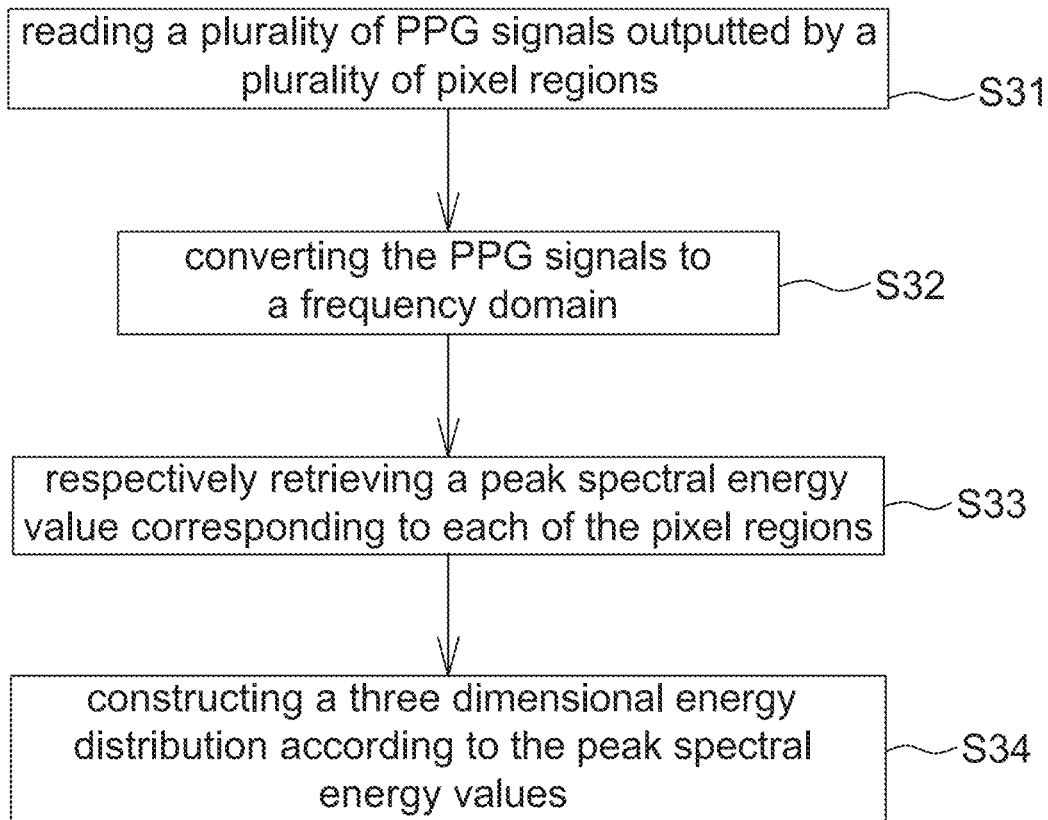 reading a plurality of PPG signals outputted by a
plurality of pixel regions
S31
converting the PPG signals to
a frequency domain
S32
respectively retrieving a peak spectral energy
value corresponding to each of the pixel regions
S33
constructing a three dimensional energy
distribution according to the peak spectral
energy values
S34